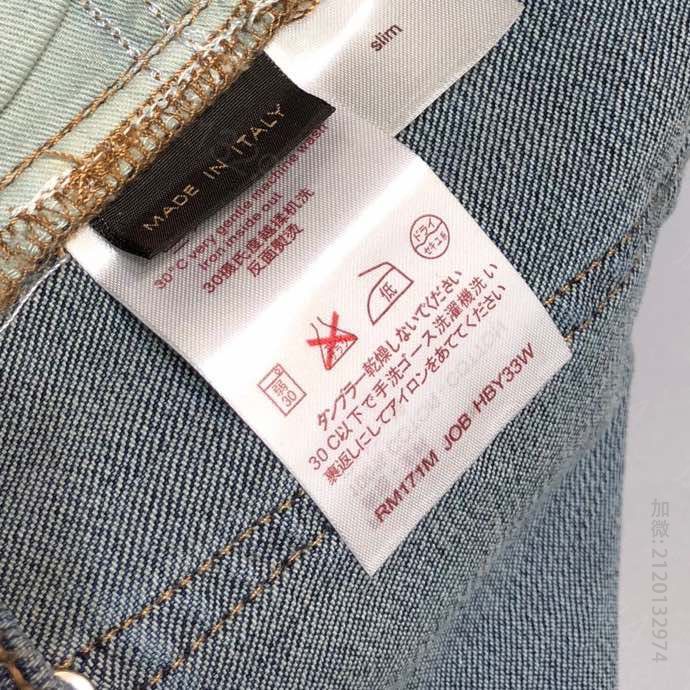 slim
MADE IN ITALY
30°C very gentle machine wash
Iron inside out
30攝氏度緩揉机洗
反面熨烫
弱
30
低
ドライ
セキユ系
タンブラー乾燥しないでください
30 C以下で手洗ゴース洗濯機洗い
裏返しにしてアイロンをあててください
RM171M JOB HBY33W
加微: 2120132974